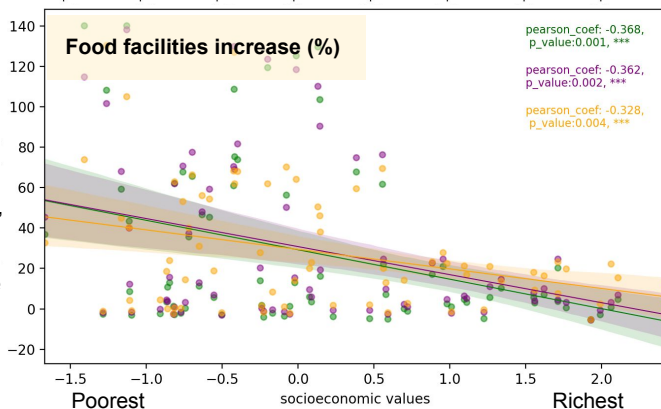 140
Food facilities increase (%)
120
100
80
60
40
20
0
−20
pearson_coef: -0.368,
p_value:0.001, ***
pearson_coef: -0.362,
p_value:0.002, ***
pearson_coef: -0.328,
p_value:0.004, ***
−1.5 −1.0 −0.5 0.0 0.5 1.0 1.5 2.0
Poorest socioeconomic values Richest